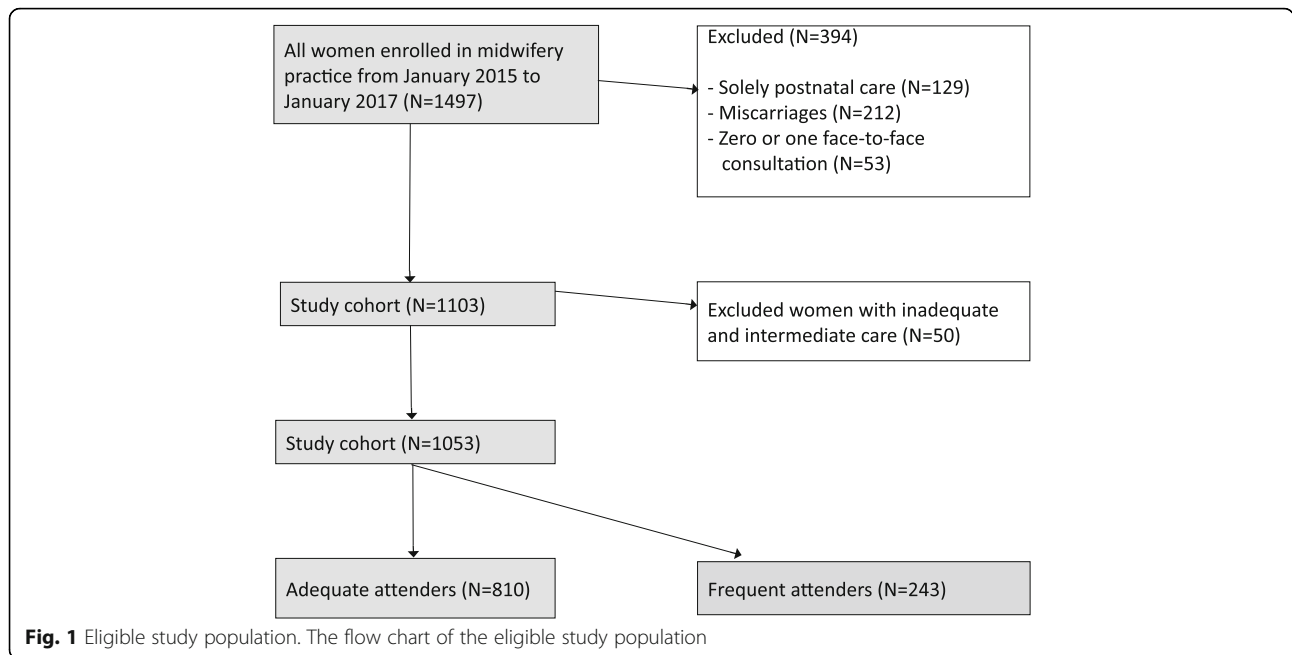 All women enrolled in midwifery
practice from January 2015 to
January 2017 (N=1497)
Excluded (N=394)
- Solely postnatal care (N=129)
- Miscarriages (N=212)
- Zero or one face-to-face
consultation (N=53)
Study cohort (N=1103)
Excluded women with inadequate
and intermediate care (N=50)
Study cohort (N=1053)
Adequate attenders (N=810)
Frequent attenders (N=243)
Fig. 1 Eligible study population. The flow chart of the eligible study population